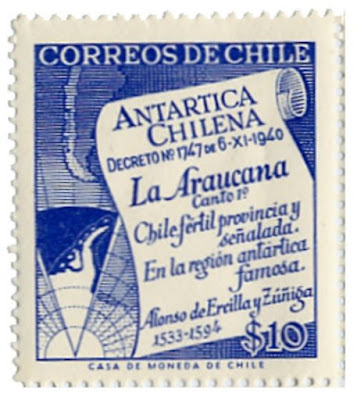 CORREOS DE CHILE
ANTARTICA
CHILENA
DECRETO Nº 1747 DE 6-XI-1940
La Araucana
Canto 1º
Chile fértil provincia y
señalada.
En la región antártica
famosa.
Alonso de Ercilla y Zúñiga
1533-1594
$10
CASA DE MONEDA DE CHILE